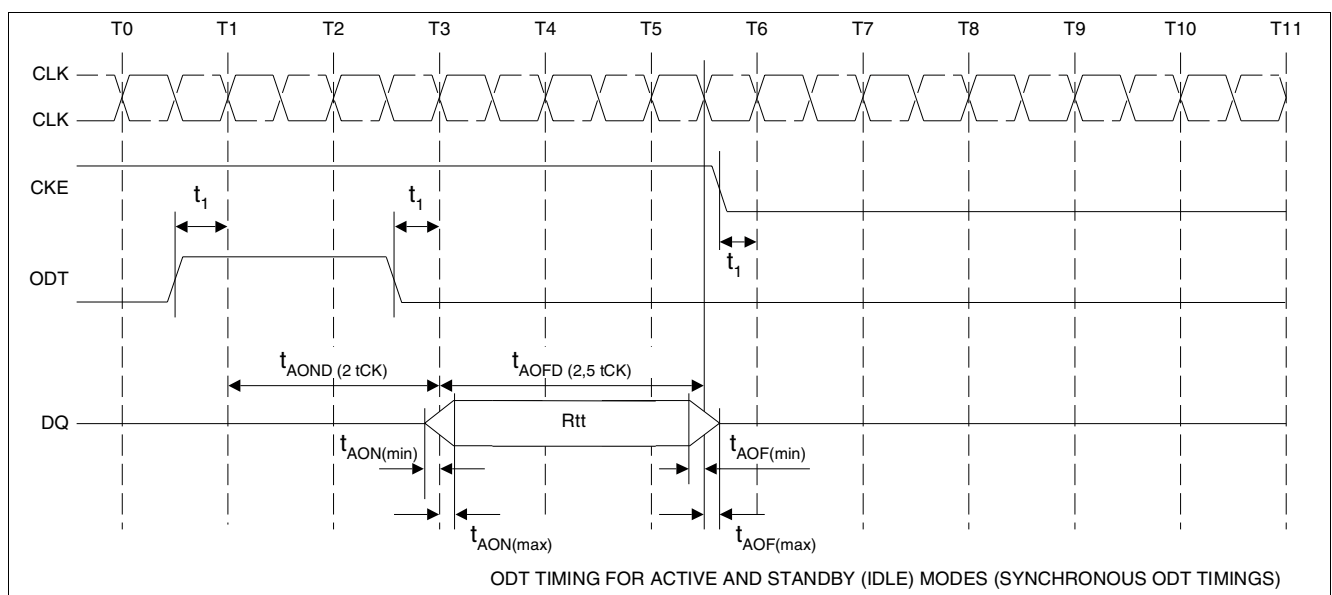 T0 T1 T2 T3 T4 T5 T6 T7 T8 T9 T10 T11
CLK
CLK
CKE
t1 t1
t1
ODT
tAOND (2 tCK) tAOFD (2,5 tCK)
DQ Rtt
tAON(min) tAOF(min)
tAON(max) tAOF(max)
ODT TIMING FOR ACTIVE AND STANDBY (IDLE) MODES (SYNCHRONOUS ODT TIMINGS)